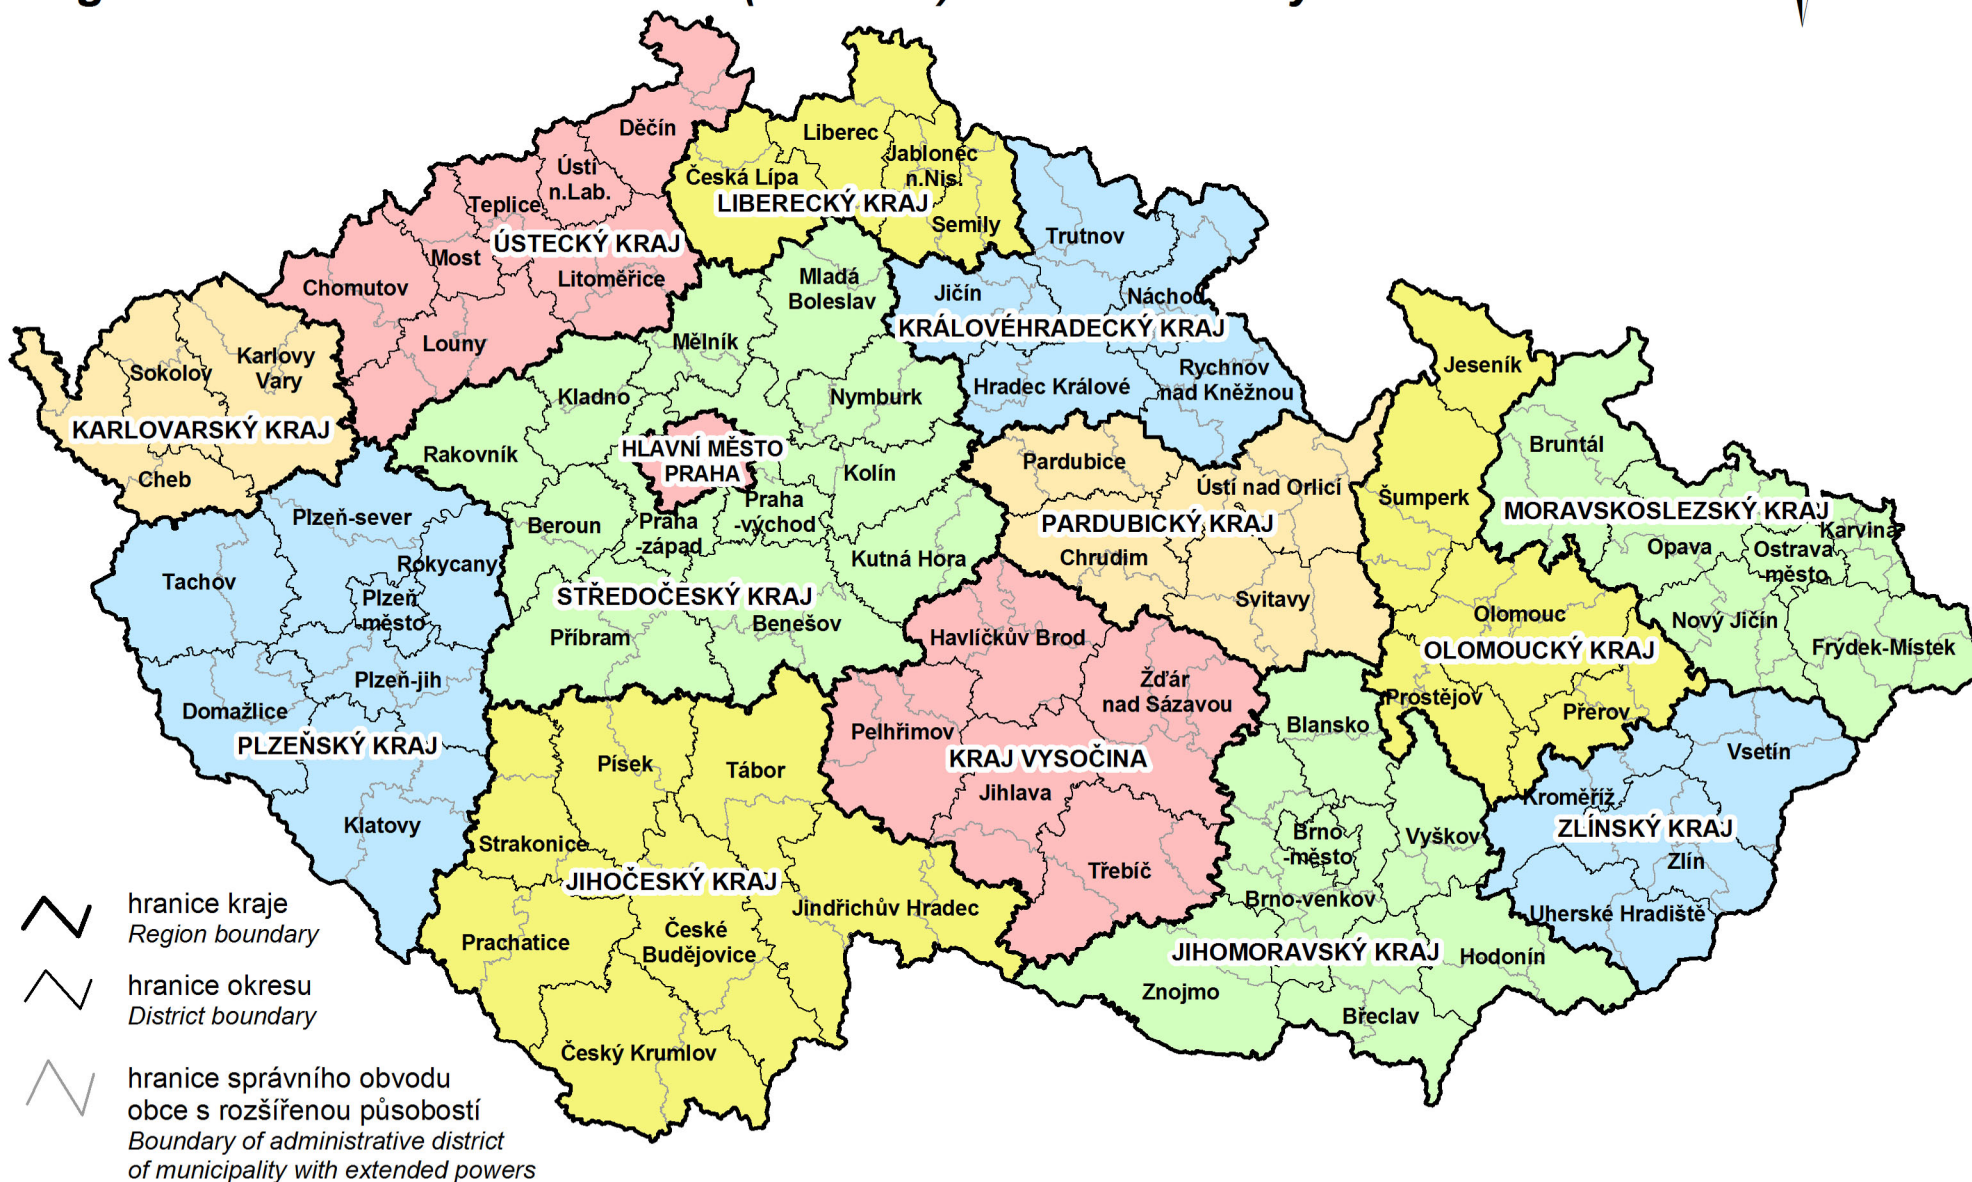 Děčín
Liberec
Ústí
n.Lab.
Jablonec
n.Nis.
Česká Lípa
Teplice
LIBERECKÝ KRAJ
Semily
Trutnov
ÚSTECKÝ KRAJ
Most
Litoměřice
Chomutov
Mladá
Boleslav
Jičín
Náchod
KRÁLOVÉHRADECKÝ KRAJ
Louny
Mělník
Karlovy
Vary
Sokolov
Jeseník
Rychnov
nad Kněžnou
Hradec Králové
Kladno
Nymburk
KARLOVARSKÝ KRAJ
Bruntál
Rakovník
HLAVNÍ MĚSTO
PRAHA
Pardubice
Kolín
Cheb
Ústí nad Orlicí
Šumperk
Praha
-východ
MORAVSKOSLEZSKÝ KRAJ
Plzeň-sever
Beroun
Praha
-západ
PARDUBICKÝ KRAJ
Karviná
Opava
Ostrava
-město
Chrudim
Kutná Hora
Rokycany
Tachov
Plzeň
-město
STŘEDOČESKÝ KRAJ
Svitavy
Olomouc
Nový Jičín
Benešov
Příbram
Havlíčkův Brod
OLOMOUCKÝ KRAJ
Frýdek-Místek
Plzeň-jih
Žďár
nad Sázavou
Prostějov
Přerov
Domažlice
Blansko
Pelhřimov
PLZEŇSKÝ KRAJ
Vsetín
KRAJ VYSOČINA
Písek
Tábor
Jihlava
Kroměříž
Klatovy
ZLÍNSKÝ KRAJ
Strakonice
Brno
-město
Vyškov
Zlín
Třebíč
JIHOČESKÝ KRAJ
Brno-venkov
Jindřichův Hradec
Uherské Hradiště
Prachatice
České
Budějovice
JIHOMORAVSKÝ KRAJ
Hodonín
Znojmo
Břeclav
Český Krumlov
hranice kraje
Region boundary
hranice okresu
District boundary
hranice správního obvodu
obce s rozšířenou působostí
Boundary of administrative district
of municipality with extended powers